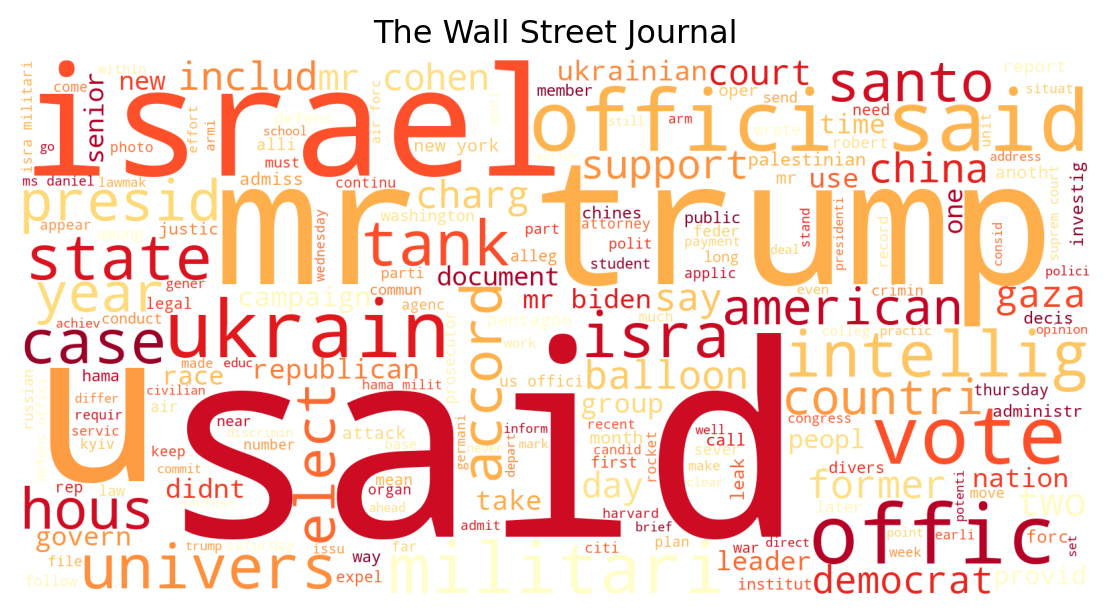 The Wall Street Journal
israel
includ
mr cohen
ukrainian
court
santo
report
within
come
new
senior
member
oper
send
need
situat
isra militari
go
photo
effort
armi
defens
school
alli
air forc
new york
offici said
still
arm
wrote
robert
time
unit
address
anoth
ms daniel
lawmak
must
admiss
continu
support
palestinian
mr
use
china
one
investig
presid
mr trump
charg
washington
chines
attorney
public
feder
payment
long
deal
stand
presidenti
record
suprem court
consid
appear
among
justic
wednesday
tank
part
polit
alleg
student
applic
polici
state
gener
parti
document
even
crimin
year
legal
campaign
commun
agenc
mr biden
say
much
american
gaza
decis
opinion
achiev
conduct
case
ukrain
accord
prosecutor
pentagon
work
isra
colleg
practic
intellig
made
educ
race
republican
us offici
balloon
russian
hama
civilian
air
hama milit
countri
thursday
administr
u said
differ
requir
servic
kyiv
near
discrimin
number
elect
attack
base
mean
germani
never
inform
mark
depart
group
month
recent
candid
first
rocket
sever
make
clear
well
call
leak
congress
peopl
vote
divers
nation
keep
commit
law
rep
didnt
organ
ahead
take
day
former
later
move
potenti
two
hous
govern
admit
harvard
brief
plan
offic
point
week
earli
forc
set
file
follow
trump
saturday
issu
way
far
citi
war
direct
leader
univers
expel
militari
institut
democrat
provid